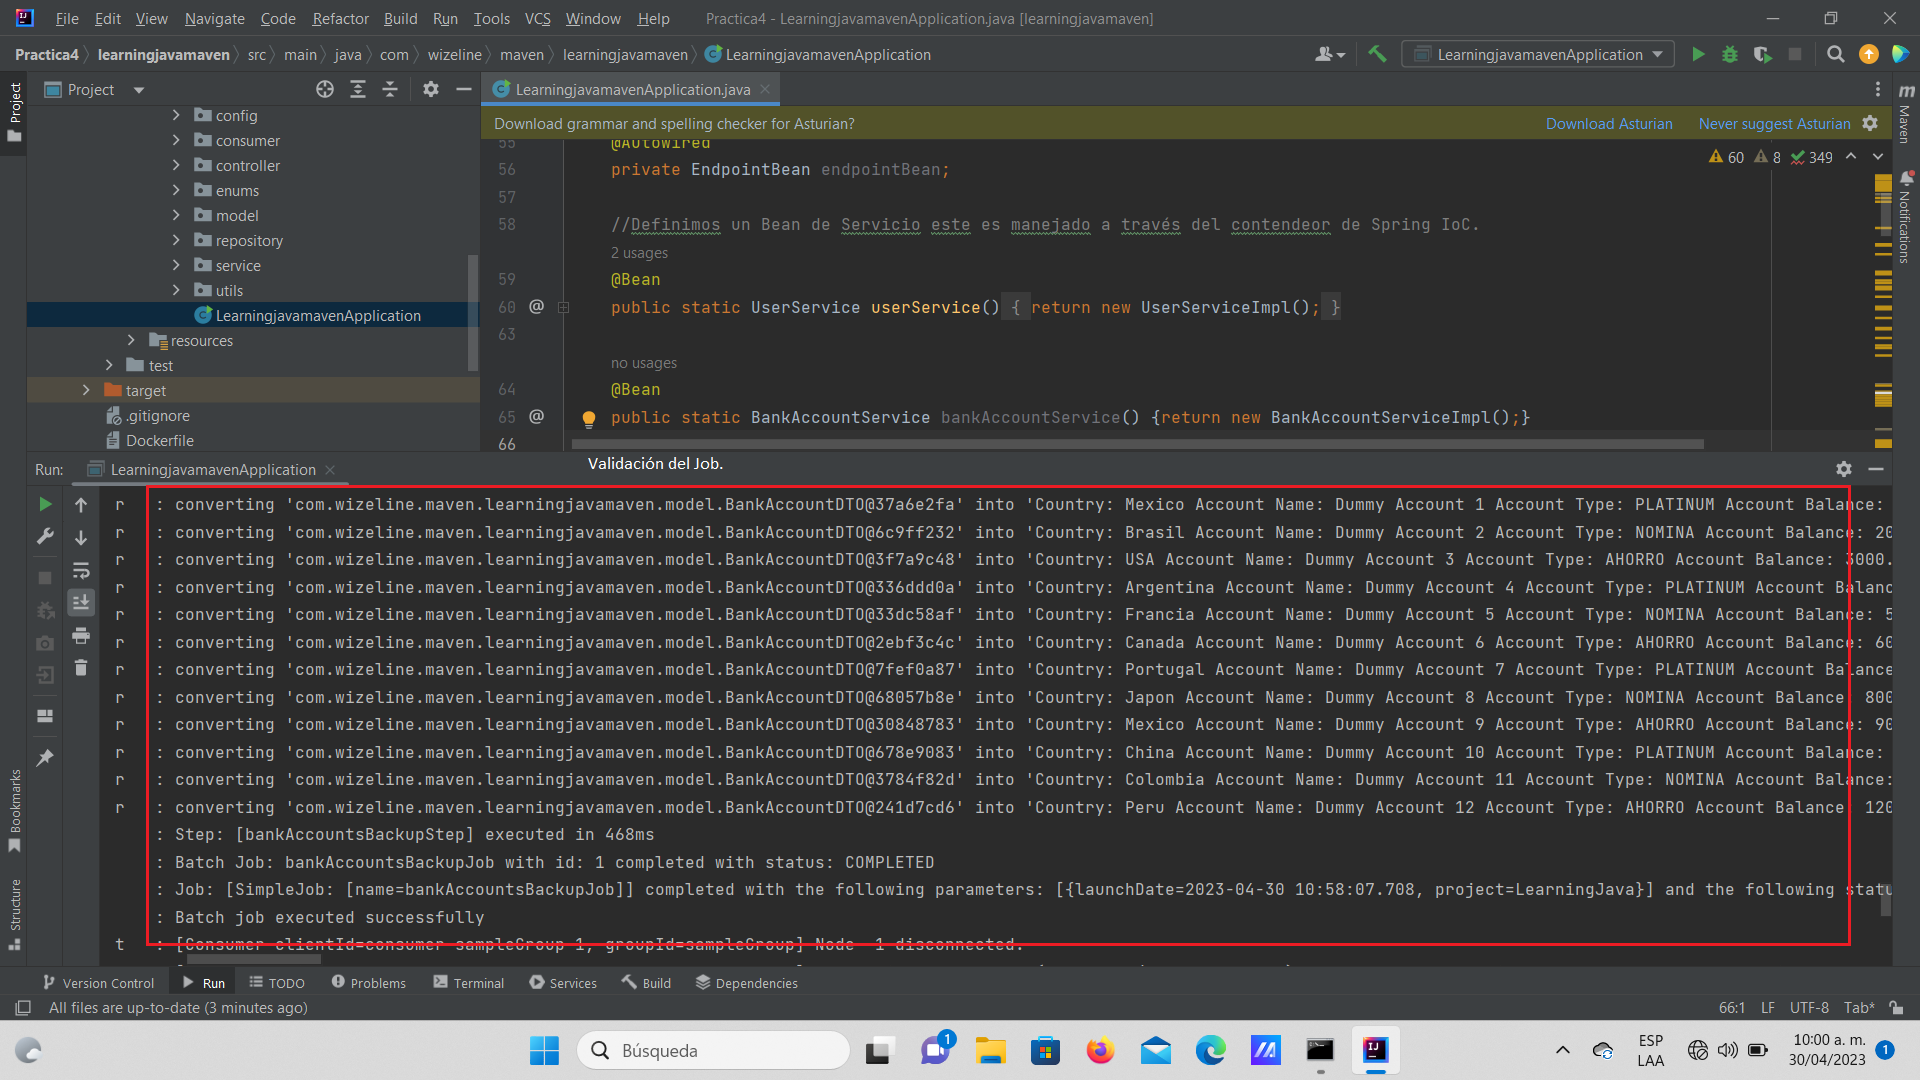 File Edit View Navigate Code Refactor Build Run Tools VCS Window Help Practica4 - LearningjavamavenApplication.java [learningjavamaven]
Practica4 learningjavamaven src main java com wizeline maven learningjavamaven LearningjavamavenApplication LearningjavamavenApplication
Project
Project
config
consumer
controller
enums
model
repository
service
utils
LearningjavamavenApplication
resources
test
target
.gitignore
Dockerfile
LearningjavamavenApplication.java
Download grammar and spelling checker for Asturian? Download Asturian Never suggest Asturian
60 8 349
55 @Autowired
56 private EndpointBean endpointBean;
57
58 //Definimos un Bean de Servicio este es manejado a través del contendeor de Spring IoC.
2 usages
59 @Bean
60 @ public static UserService userService() { return new UserServiceImpl(); }
63
no usages
64 @Bean
65 @ public static BankAccountService bankAccountService() {return new BankAccountServiceImpl();}
66
Maven
Notifications
Run: LearningjavamavenApplication
Validación del Job.
r : converting 'com.wizeline.maven.learningjavamaven.model.BankAccountDTO@37a6e2fa' into 'Country: Mexico Account Name: Dummy Account 1 Account Type: PLATINUM Account Balance:
r : converting 'com.wizeline.maven.learningjavamaven.model.BankAccountDTO@6c9ff232' into 'Country: Brasil Account Name: Dummy Account 2 Account Type: NOMINA Account Balance: 20
r : converting 'com.wizeline.maven.learningjavamaven.model.BankAccountDTO@3f7a9c48' into 'Country: USA Account Name: Dummy Account 3 Account Type: AHORRO Account Balance: 3000.
r : converting 'com.wizeline.maven.learningjavamaven.model.BankAccountDTO@336ddd0a' into 'Country: Argentina Account Name: Dummy Account 4 Account Type: PLATINUM Account Balanc
r : converting 'com.wizeline.maven.learningjavamaven.model.BankAccountDTO@33dc58af' into 'Country: Francia Account Name: Dummy Account 5 Account Type: NOMINA Account Balance: 5
r : converting 'com.wizeline.maven.learningjavamaven.model.BankAccountDTO@2ebf3c4c' into 'Country: Canada Account Name: Dummy Account 6 Account Type: AHORRO Account Balance: 60
r : converting 'com.wizeline.maven.learningjavamaven.model.BankAccountDTO@7fef0a87' into 'Country: Portugal Account Name: Dummy Account 7 Account Type: PLATINUM Account Balance
r : converting 'com.wizeline.maven.learningjavamaven.model.BankAccountDTO@68057b8e' into 'Country: Japon Account Name: Dummy Account 8 Account Type: NOMINA Account Balance: 800
r : converting 'com.wizeline.maven.learningjavamaven.model.BankAccountDTO@30848783' into 'Country: Mexico Account Name: Dummy Account 9 Account Type: AHORRO Account Balance: 90
r : converting 'com.wizeline.maven.learningjavamaven.model.BankAccountDTO@678e9083' into 'Country: China Account Name: Dummy Account 10 Account Type: PLATINUM Account Balance:
r : converting 'com.wizeline.maven.learningjavamaven.model.BankAccountDTO@3784f82d' into 'Country: Colombia Account Name: Dummy Account 11 Account Type: NOMINA Account Balance:
r : converting 'com.wizeline.maven.learningjavamaven.model.BankAccountDTO@241d7cd6' into 'Country: Peru Account Name: Dummy Account 12 Account Type: AHORRO Account Balance: 120
: Step: [bankAccountsBackupStep] executed in 468ms
: Batch Job: bankAccountsBackupJob with id: 1 completed with status: COMPLETED
: Job: [SimpleJob: [name=bankAccountsBackupJob]] completed with the following parameters: [{launchDate=2023-04-30 10:58:07.708, project=LearningJava}] and the following statu
: Batch job executed successfully
t : [Consumer clientId=consumer-sampleGroup-1, groupId=sampleGroup] Node -1 disconnected.
Bookmarks
Structure
Version Control Run TODO Problems Terminal Services Build Dependencies
All files are up-to-date (3 minutes ago) 66:1 LF UTF-8 Tab*
Búsqueda
1
ESP
LAA
10:00 a. m.
30/04/2023
1